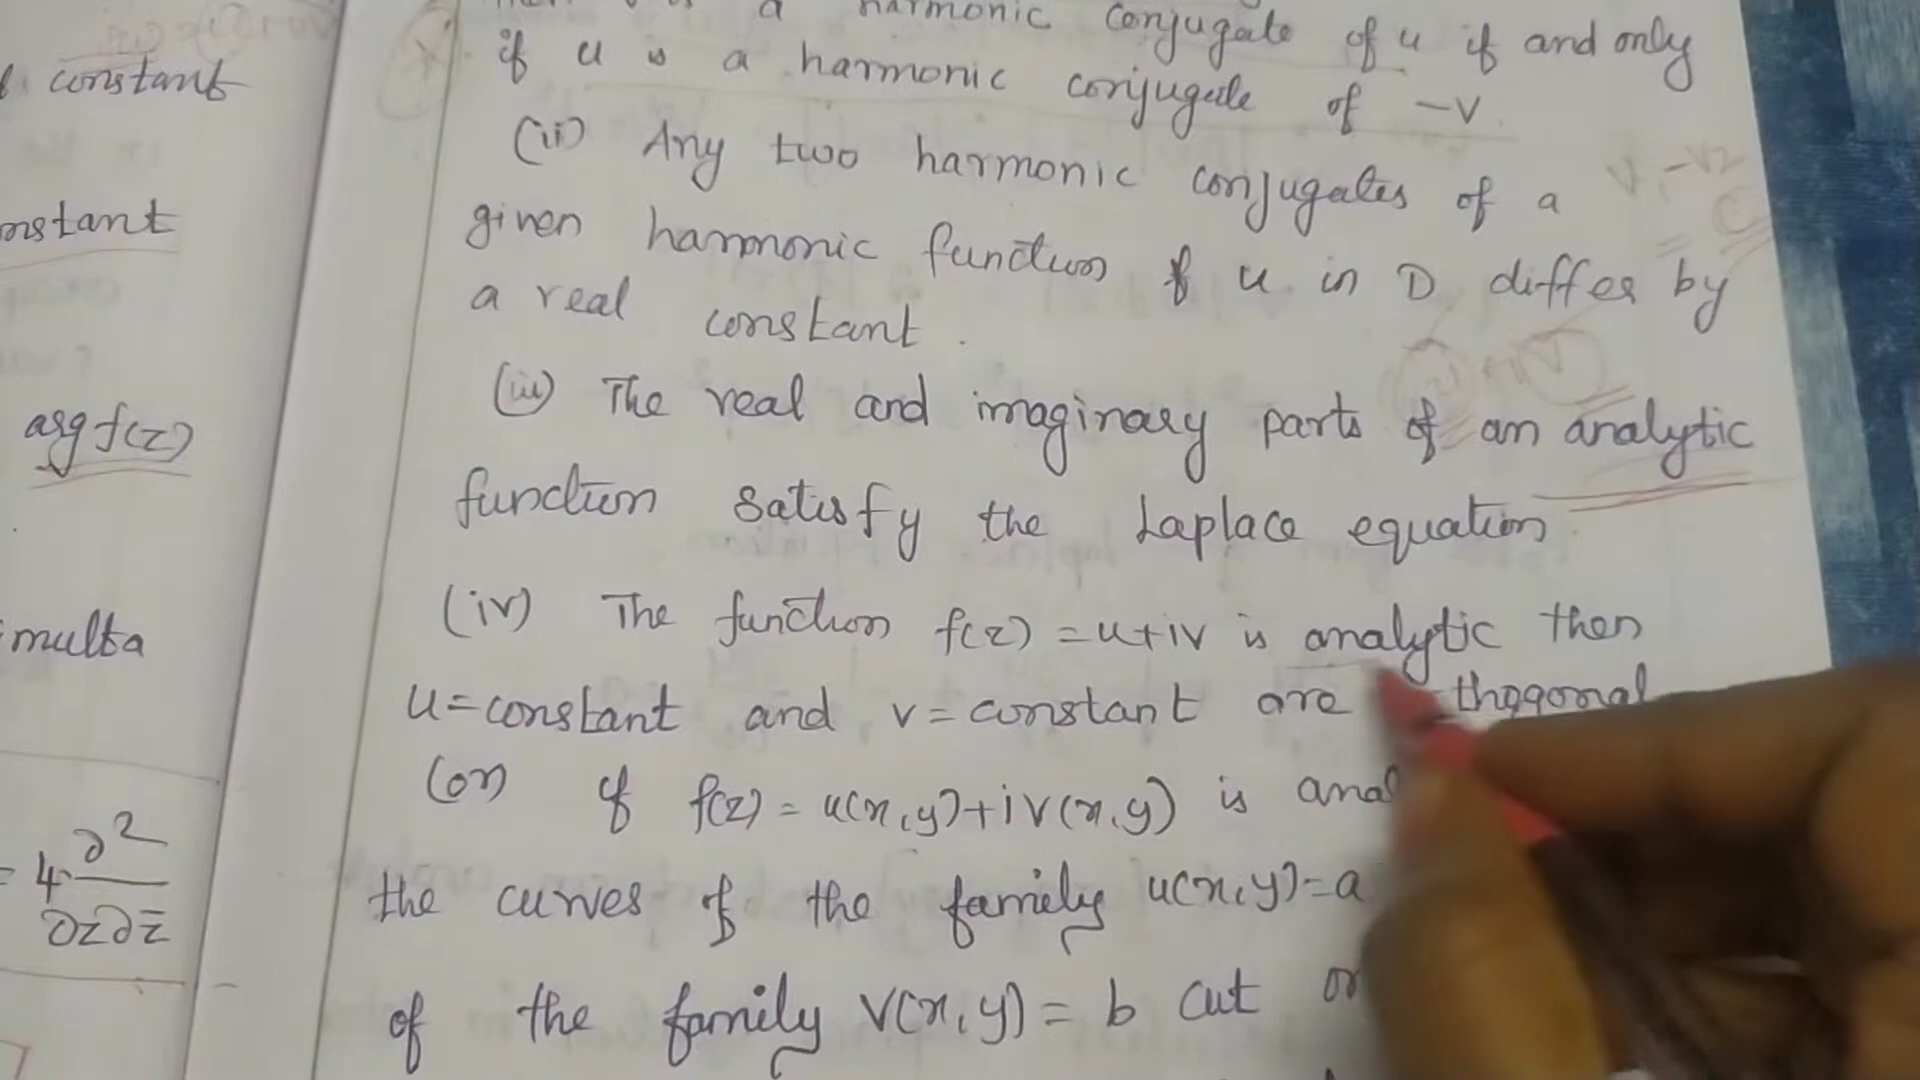 constant
nstant
arg f(z)
multa
= 4 ∂² / ∂z∂z̄
a harmonic conjugate of u if and only
if u is a harmonic conjugate of -v.
(ii) Any two harmonic conjugates of a
given harmonic function of u in D differ by
a real constant.
(iii) The real and imaginary parts of an analytic
function satisfy the Laplace equation.
(iv) The function f(z) = u+iv is analytic then
u=constant and v=constant are thogonal
(or) If f(z) = u(x,y)+iv(x,y) is ana
the curves of the family u(x,y)=a
of the family v(x,y)= b cut or